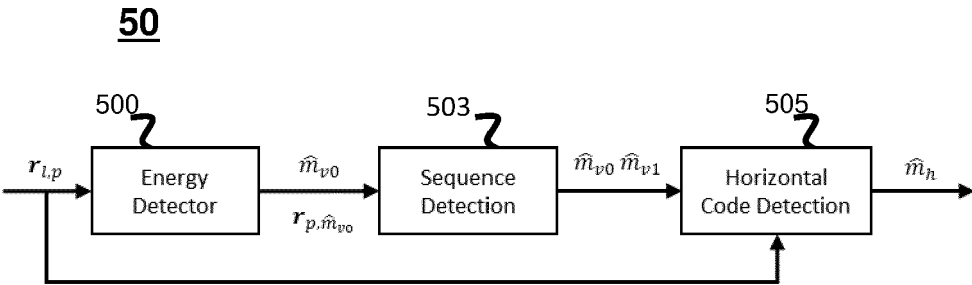 50
500
503
505
r_{l,p}
Energy
Detector
m̂_{v0}
r_{p,m̂_{v0}}
Sequence
Detection
m̂_{v0} m̂_{v1}
Horizontal
Code Detection
m̂_h